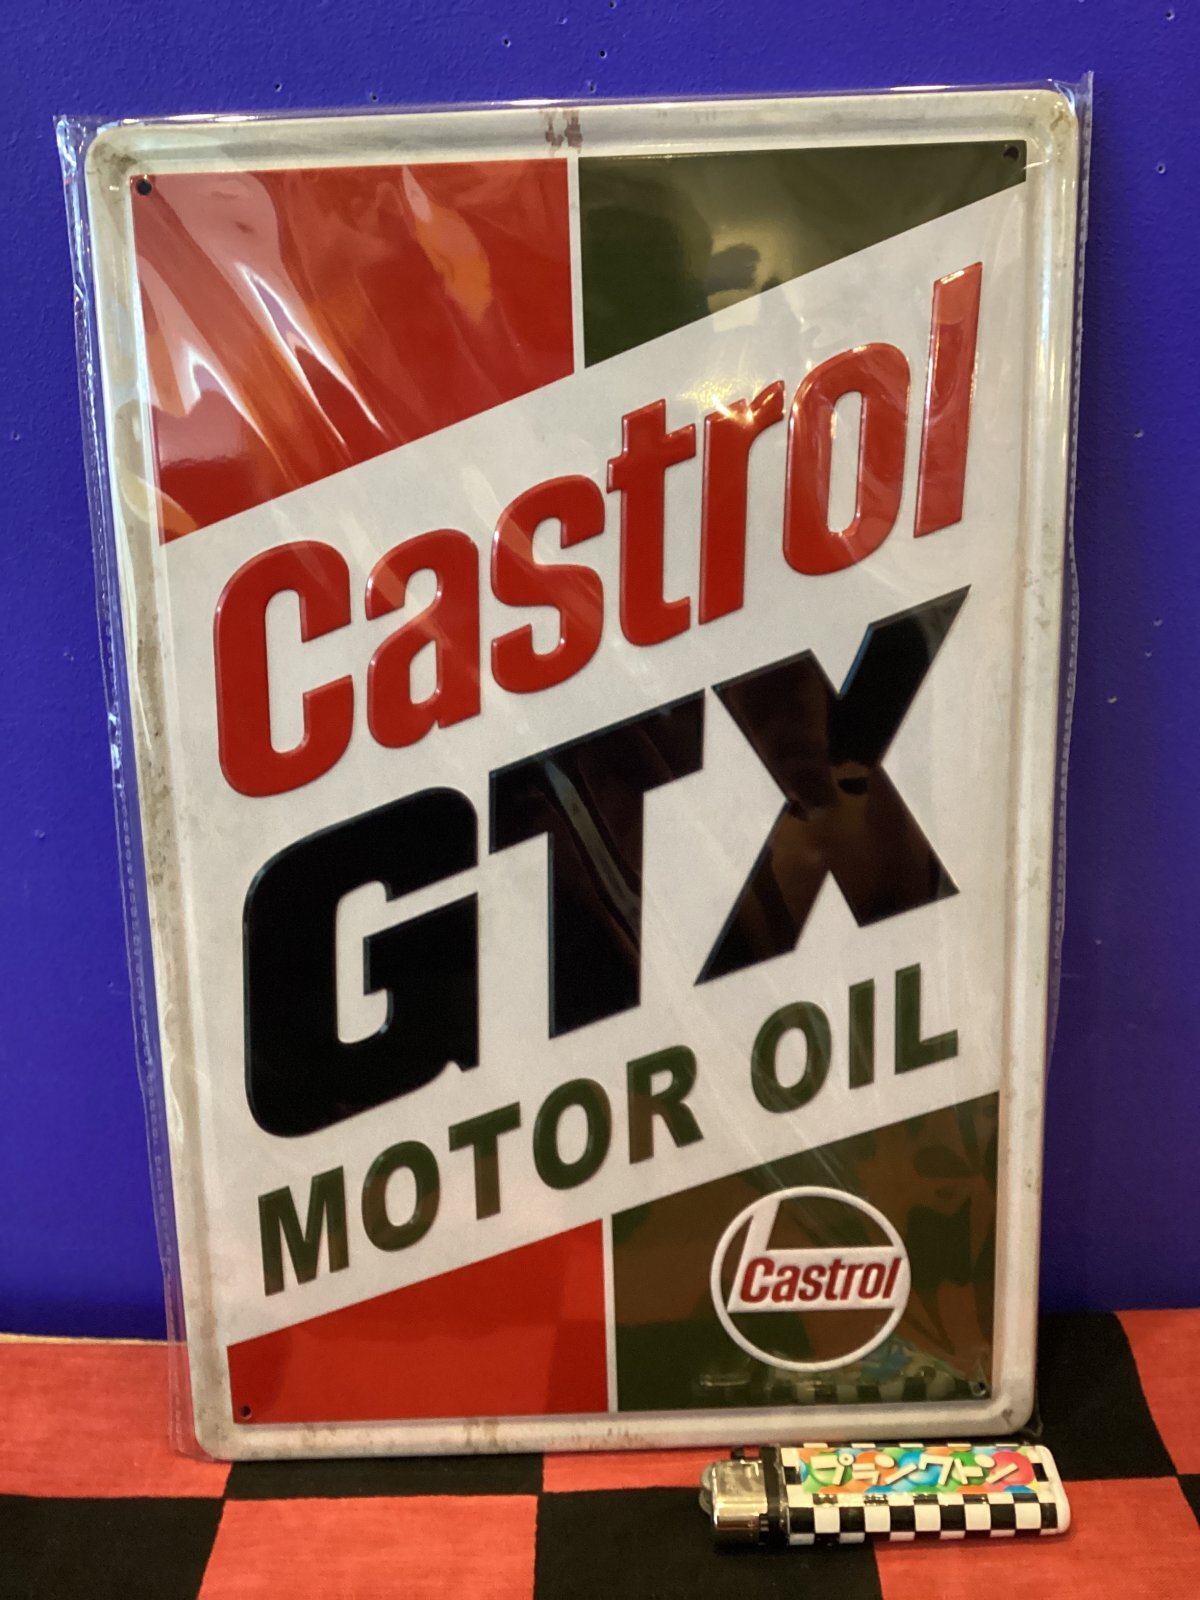 Castrol
GTX
MOTOR OIL
Castrol
プランクトン